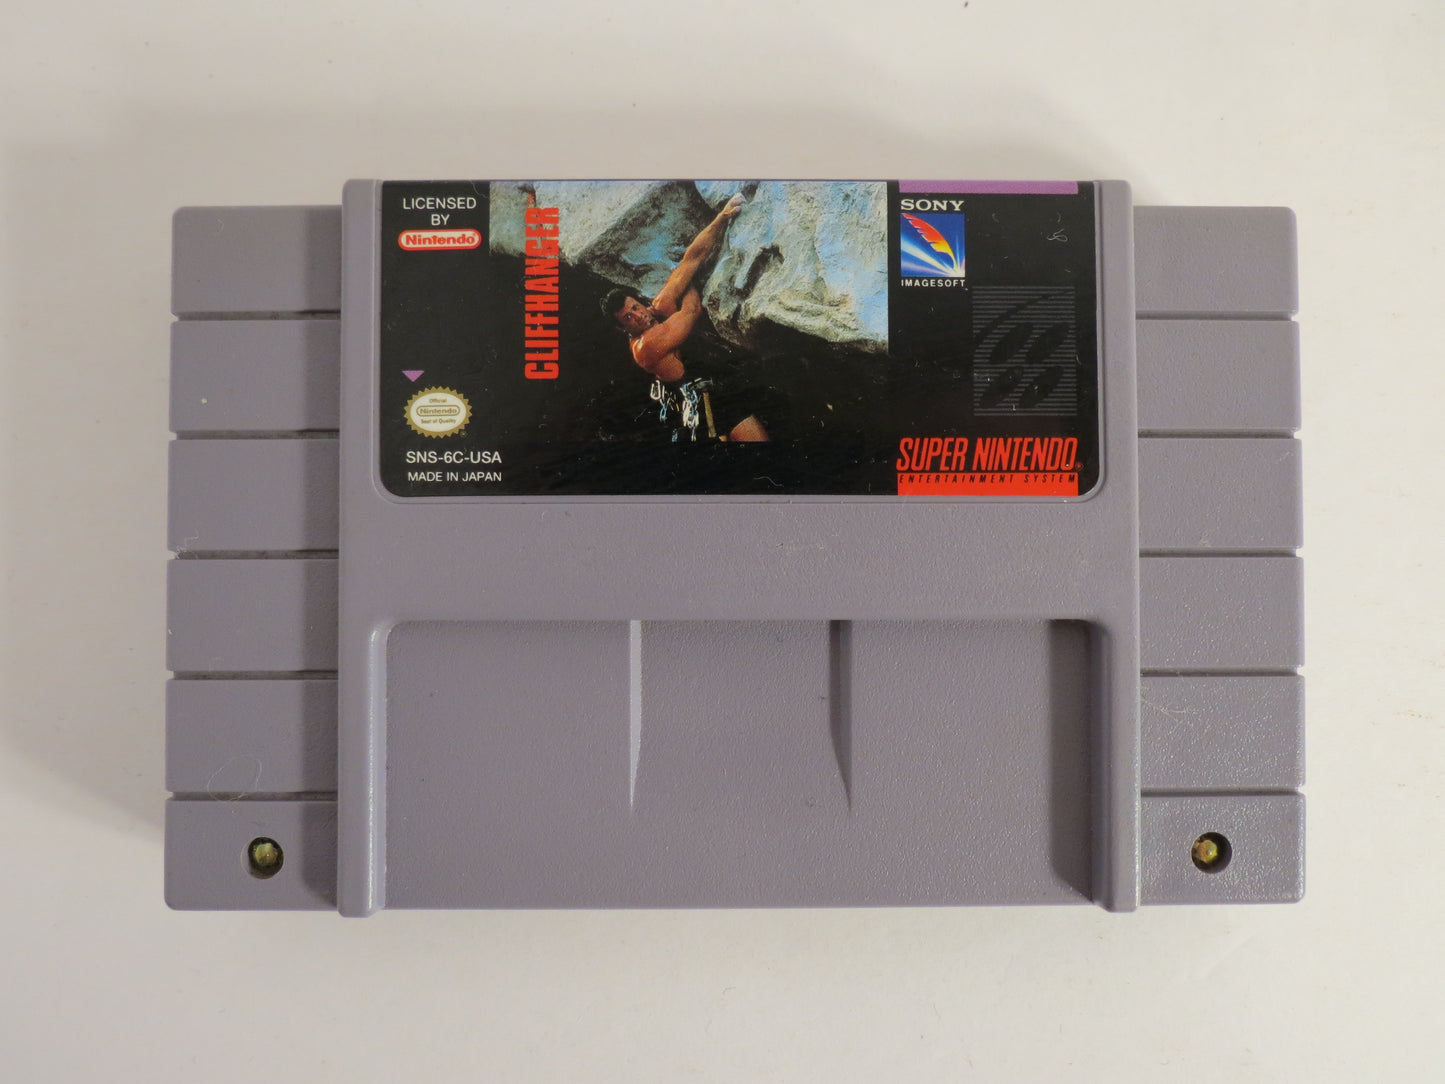 LICENSED
BY
Nintendo
CLIFFHANGER
Official
Nintendo
Seal of Quality
SNS-6C-USA
MADE IN JAPAN
SONY
IMAGESOFT
SUPER NINTENDO®
ENTERTAINMENT SYSTEM